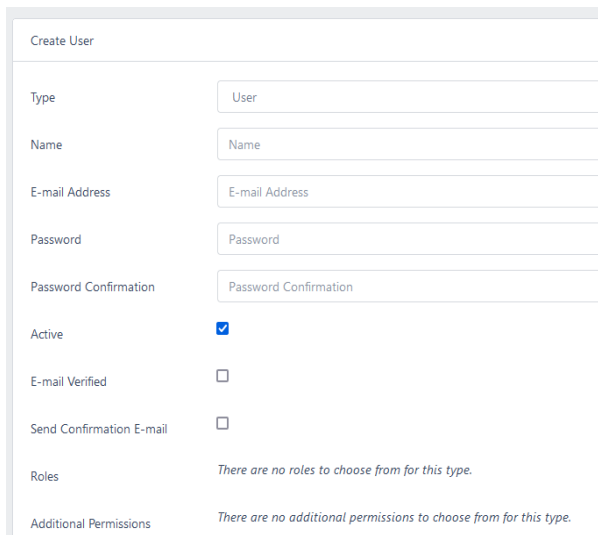 Create User
Type User
Name Name
E-mail Address E-mail Address
Password Password
Password Confirmation Password Confirmation
Active
E-mail Verified
Send Confirmation E-mail
Roles There are no roles to choose from for this type.
Additional Permissions There are no additional permissions to choose from for this type.